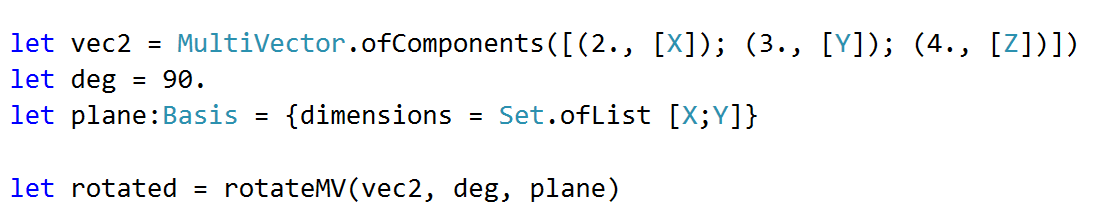 let vec2 = MultiVector.ofComponents([(2., [X]); (3., [Y]); (4., [Z])])
let deg = 90.
let plane:Basis = {dimensions = Set.ofList [X;Y]}
let rotated = rotateMV(vec2, deg, plane)